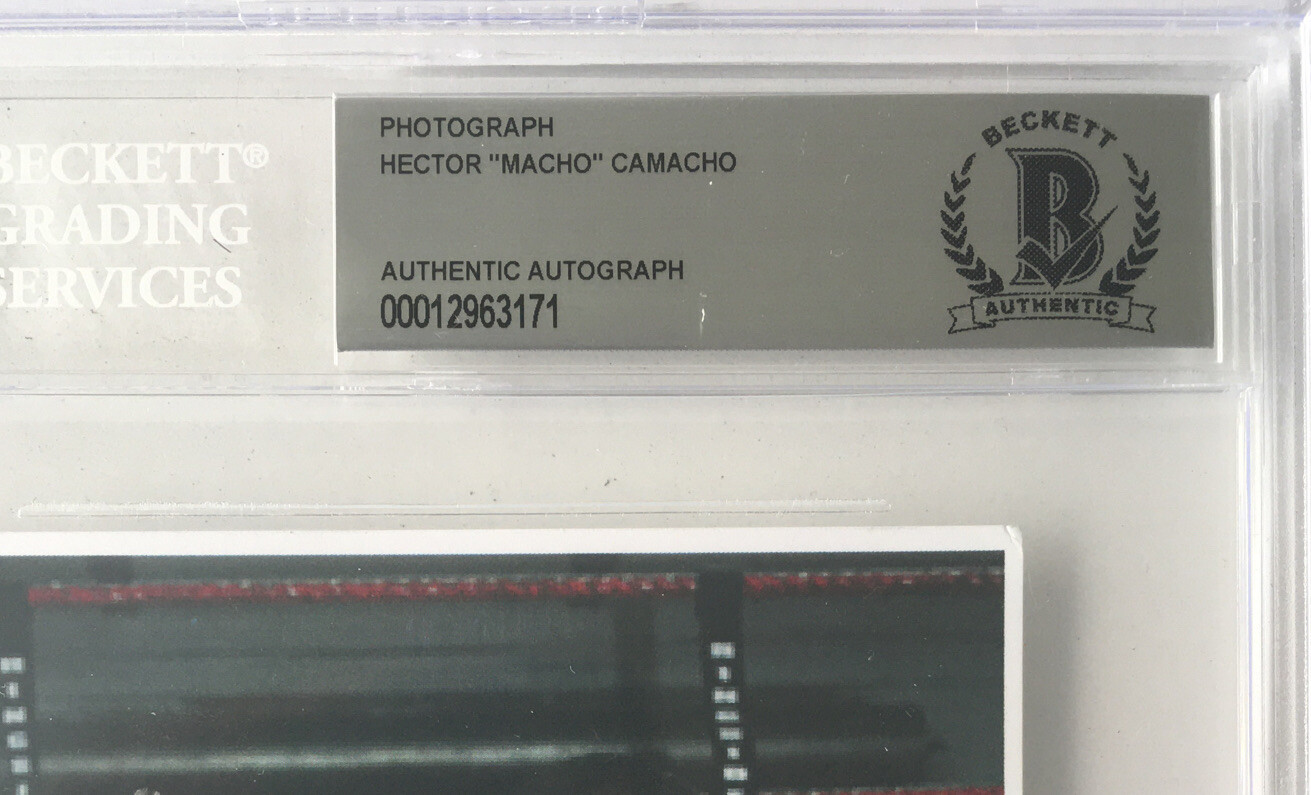 BECKETT®
GRADING
SERVICES
PHOTOGRAPH
HECTOR "MACHO" CAMACHO
AUTHENTIC AUTOGRAPH
00012963171
BECKETT
B
AUTHENTIC